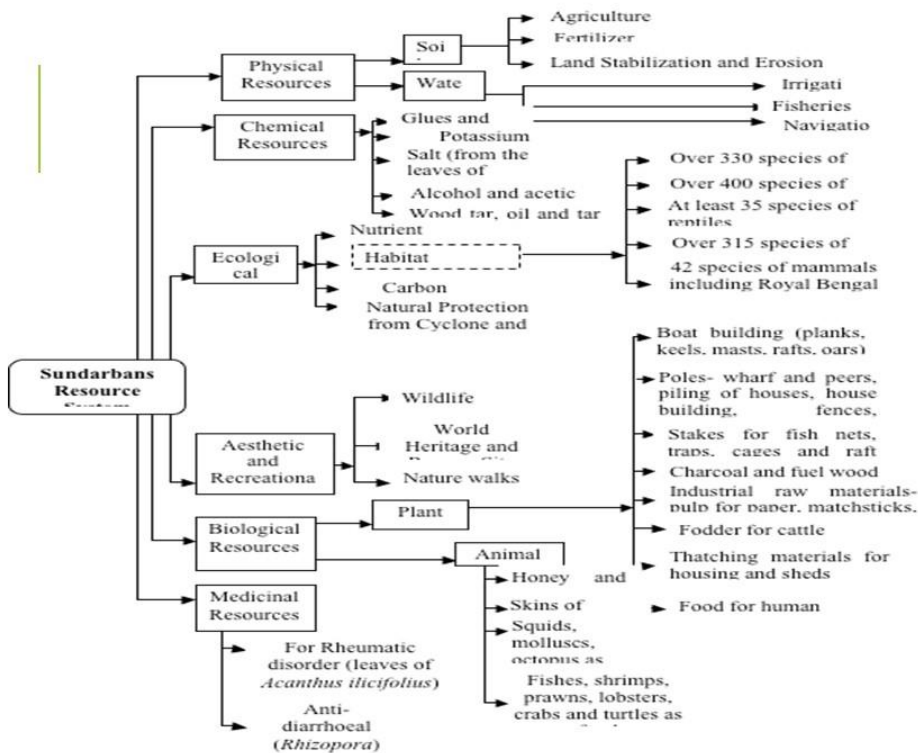 Agriculture
Fertilizer
Land Stabilization and Erosion
Soi
Physical
Resources
Wate
Irrigati
Fisheries
Navigatio
Chemical
Resources
Glues and
Potassium
Salt (from the
leaves of
Alcohol and acetic
Wood tar, oil and tar
Over 330 species of
Over 400 species of
At least 35 species of
reptiles
Over 315 species of
42 species of mammals
including Royal Bengal
Ecologi
cal
Nutrient
Habitat
Carbon
Natural Protection
from Cyclone and
Sundarbans
Resource
System
Boat building (planks,
keels, masts, rafts, oars)
Poles- wharf and peers,
piling of houses, house
building, fences,
Stakes for fish nets,
traps, cages and raft
Charcoal and fuel wood
Industrial raw materials-
pulp for paper, matchsticks,
Fodder for cattle
Thatching materials for
housing and sheds
Food for human
Aesthetic
and
Recreationa
Wildlife
World
Heritage and
Nature walks
Biological
Resources
Plant
Animal
Honey and
Skins of
Squids,
molluscs,
octopus as
Fishes, shrimps,
prawns, lobsters,
crabs and turtles as
Medicinal
Resources
For Rheumatic
disorder (leaves of
Acanthus ilicifolius)
Anti-
diarrhoeal
(Rhizopora)